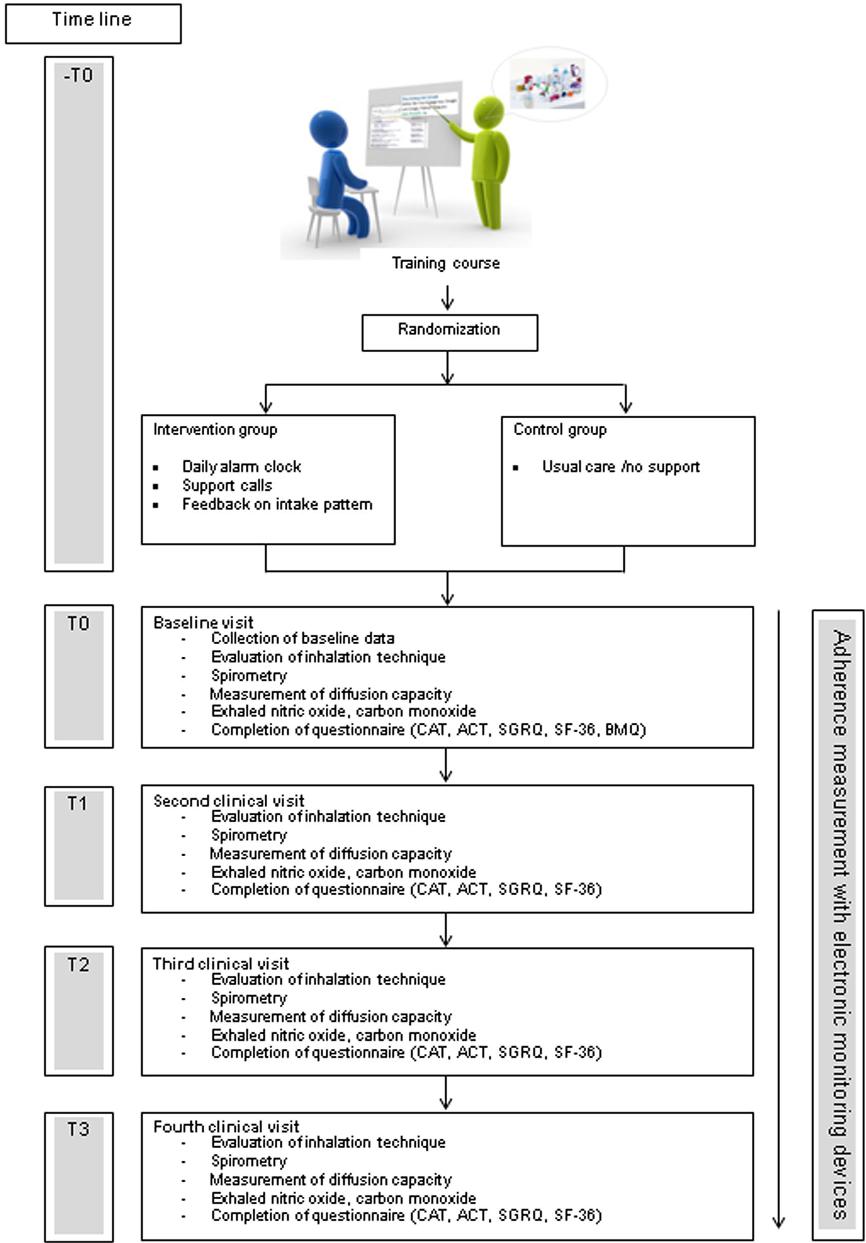 Time line
-T0
Training course
Randomization
Intervention group
▪ Daily alarm clock
▪ Support calls
▪ Feedback on intake pattern
Control group
▪ Usual care /no support
T0
Baseline visit
- Collection of baseline data
- Evaluation of inhalation technique
- Spirometry
- Measurement of diffusion capacity
- Exhaled nitric oxide, carbon monoxide
- Completion of questionnaire (CAT, ACT, SGRQ, SF-36, BMQ)
T1
Second clinical visit
- Evaluation of inhalation technique
- Spirometry
- Measurement of diffusion capacity
- Exhaled nitric oxide, carbon monoxide
- Completion of questionnaire (CAT, ACT, SGRQ, SF-36)
T2
Third clinical visit
- Evaluation of inhalation technique
- Spirometry
- Measurement of diffusion capacity
- Exhaled nitric oxide, carbon monoxide
- Completion of questionnaire (CAT, ACT, SGRQ, SF-36)
T3
Fourth clinical visit
- Evaluation of inhalation technique
- Spirometry
- Measurement of diffusion capacity
- Exhaled nitric oxide, carbon monoxide
- Completion of questionnaire (CAT, ACT, SGRQ, SF-36)
Adherence measurement with electronic monitoring devices